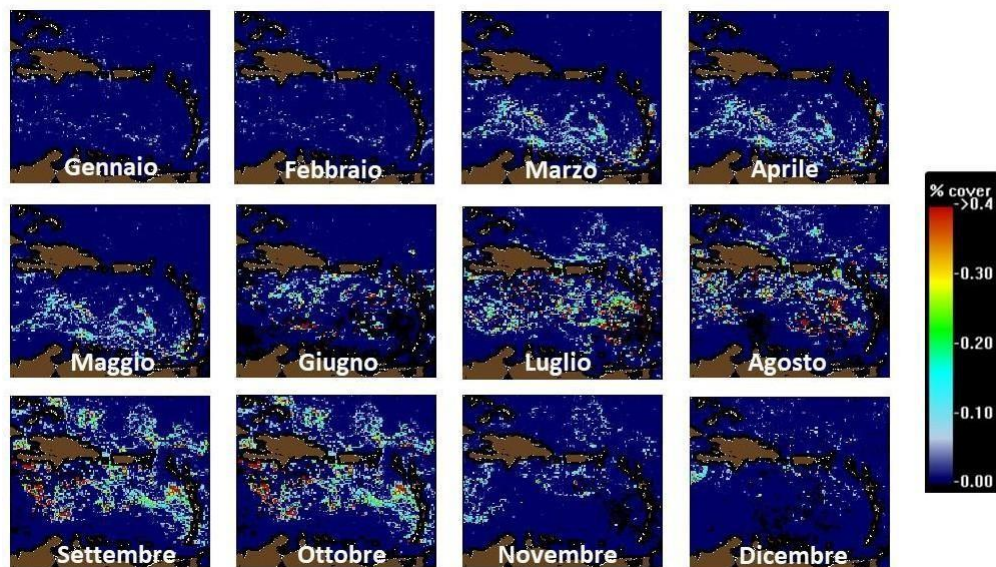 Gennaio
Febbraio
Marzo
Aprile
Maggio
Giugno
Luglio
Agosto
Settembre
Ottobre
Novembre
Dicembre
% cover
->0.4
-0.30
-0.20
-0.10
-0.00